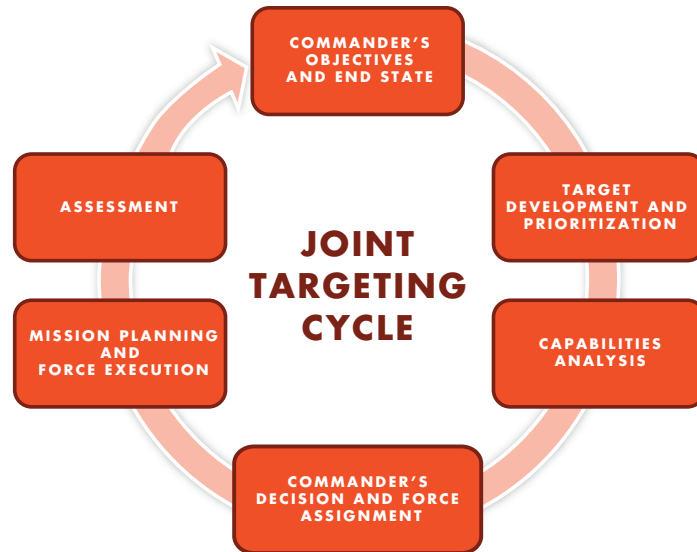 COMMANDER'S
OBJECTIVES
AND END STATE
TARGET
DEVELOPMENT AND
PRIORITIZATION
CAPABILITIES
ANALYSIS
COMMANDER'S
DECISION AND FORCE
ASSIGNMENT
MISSION PLANNING
AND
FORCE EXECUTION
ASSESSMENT
JOINT
TARGETING
CYCLE